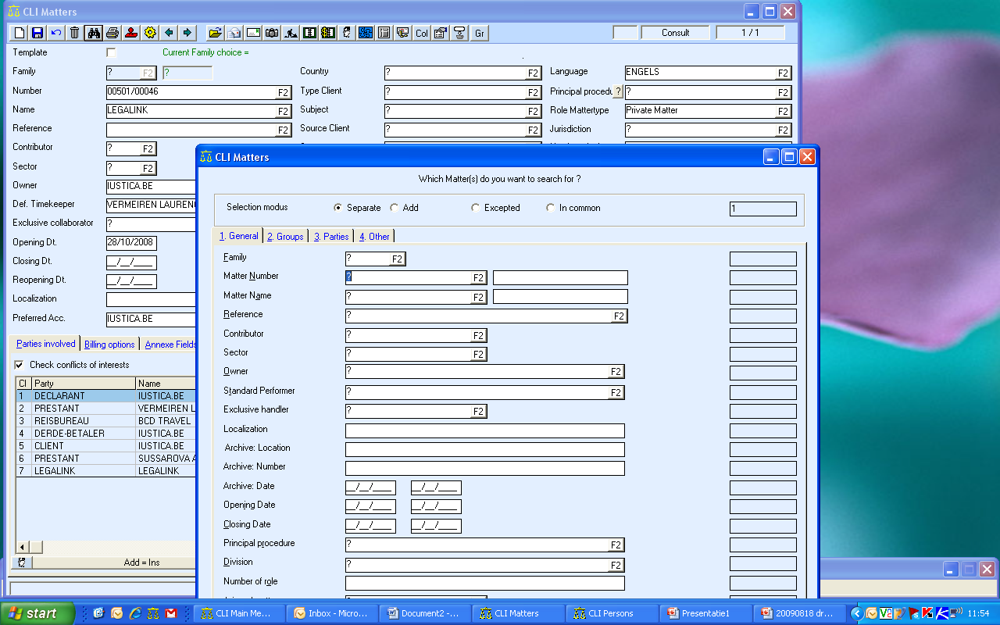 CLI Matters
Col Gr Consult 1 / 1
Template Current Family choice =
Family ? F2 ? Country ? F2 Language ENGELS F2
Number 00501/00046 F2 Type Client ? F2 Principal procedu ? ? F2
Name LEGALINK F2 Subject ? F2 Role Mattertype Private Matter F2
Reference F2 Source Client ? F2 Jurisdiction ? F2
Contributor ? F2
Sector ? F2
Owner IUSTICA.BE
Def. Timekeeper VERMEIREN LAUREN
Exclusive collaborator ?
Opening Dt. 28/10/2008
Closing Dt. __/__/____
Reopening Dt. __/__/____
Localization
Preferred Acc. IUSTICA.BE
Parties involved Billing options Annexe Fields
Check conflicts of interests
Cl Party Name
1 DECLARANT IUSTICA.BE
2 PRESTANT VERMEIREN L
3 REISBUREAU BCD TRAVEL
4 DERDE-BETALER IUSTICA.BE
5 CLIENT IUSTICA.BE
6 PRESTANT SUSSAROVA A
7 LEGALINK LEGALINK
Add = Ins
CLI Matters
Which Matter(s) do you want to search for ?
Selection modus Separate Add Excepted In common 1
1. General 2. Groups 3. Parties 4. Other
Family ? F2
Matter Number ? F2
Matter Name ? F2
Reference ? F2
Contributor ? F2
Sector ? F2
Owner ? F2
Standard Performer ? F2
Exclusive handler ? F2
Localization
Archive: Location
Archive: Number
Archive: Date __/__/____ __/__/____
Opening Date __/__/____ __/__/____
Closing Date __/__/____ __/__/____
Principal procedure ? F2
Division ? F2
Number of role
start CLI Main Me... Inbox - Micro... Document2 -... CLI Matters CLI Persons Presentatie1 20090818 dr... V2 11:54